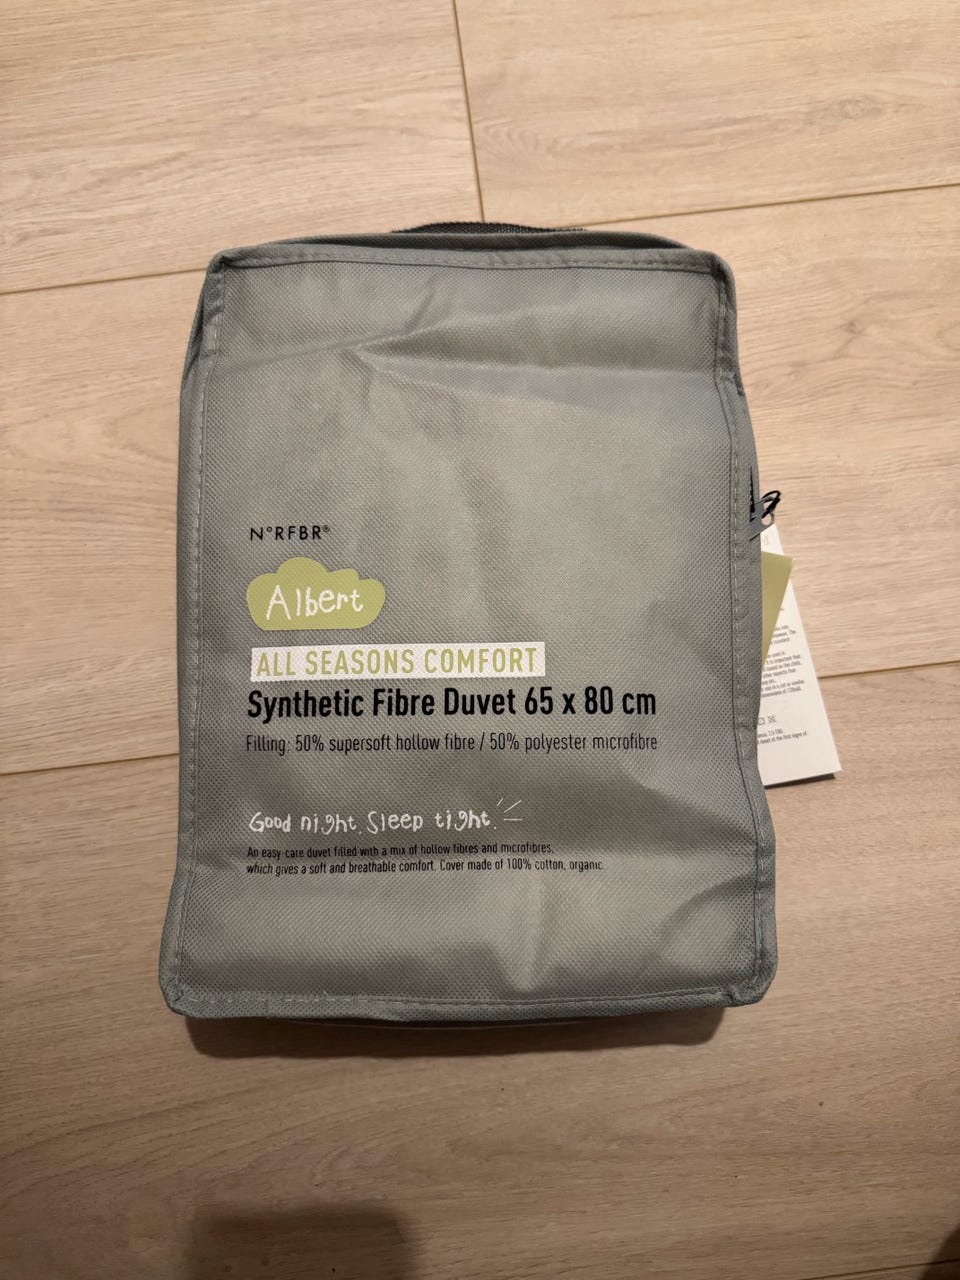 N°RFBR®
Albert
ALL SEASONS COMFORT
Synthetic Fibre Duvet 65 x 80 cm
Filling: 50% supersoft hollow fibre / 50% polyester microfibre
Good night. Sleep tight.
An easy-care duvet filled with a mix of hollow fibres and microfibres,
which gives a soft and breathable comfort. Cover made of 100% cotton, organic.